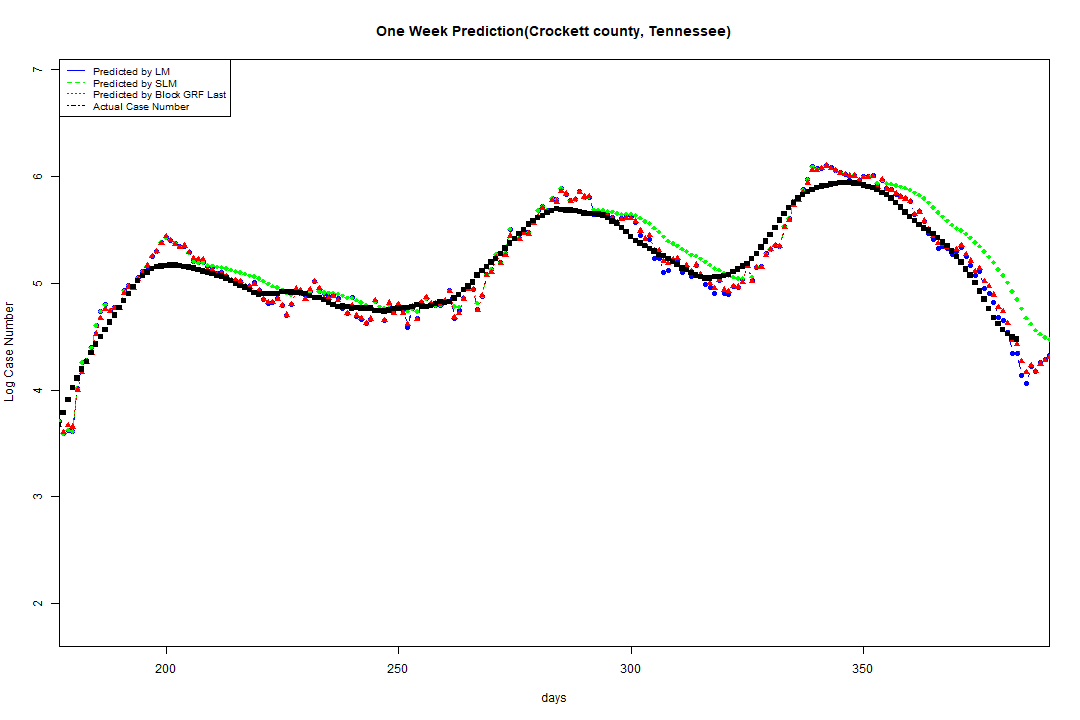 One Week Prediction(Crockett county, Tennessee)
Predicted by LM
Predicted by SLM
Predicted by Block GRF Last
Actual Case Number
7
6
5
4
3
2
Log Case Number
200 250 300 350
days